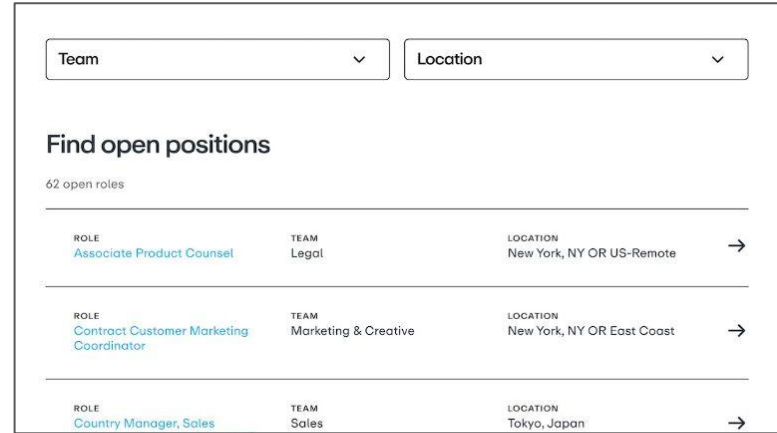 Team
Location
Find open positions
62 open roles
ROLE TEAM LOCATION
Associate Product Counsel Legal New York, NY OR US-Remote
ROLE TEAM LOCATION
Contract Customer Marketing Marketing & Creative New York, NY OR East Coast
Coordinator
ROLE TEAM LOCATION
Country Manager, Sales Sales Tokyo, Japan